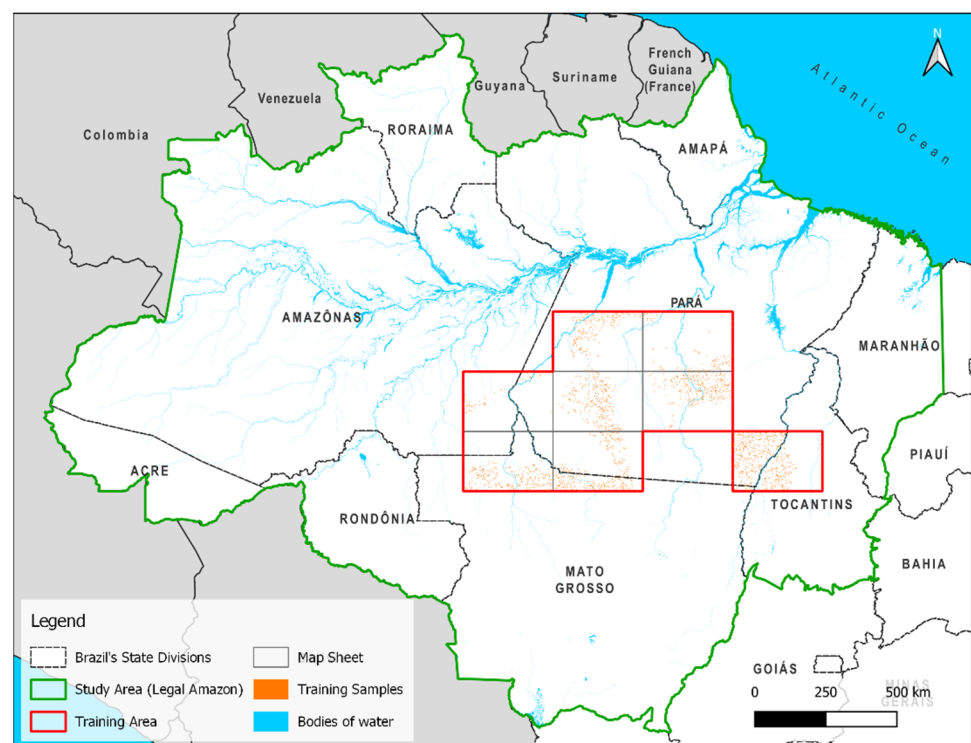 N
French
Guiana
(France)
Suriname
Guyana
Venezuela
Atlantic Ocean
Colombia
RORAIMA
AMAPÁ
PARÁ
AMAZÔNAS
MARANHÃO
PIAUÍ
ACRE
TOCANTINS
RONDÔNIA
BAHIA
MATO
GROSSO
GOIÁS
MINAS
GERAIS
Legend
Brazil's State Divisions
Map Sheet
Study Area (Legal Amazon)
Training Samples
Training Area
Bodies of water
0 250 500 km